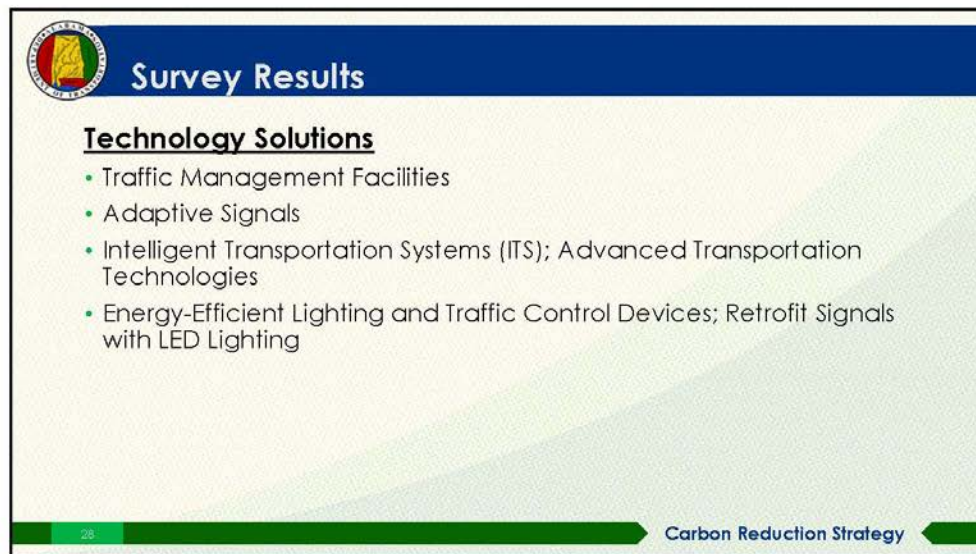 Survey Results
Technology Solutions
• Traffic Management Facilities
• Adaptive Signals
• Intelligent Transportation Systems (ITS); Advanced Transportation
Technologies
• Energy-Efficient Lighting and Traffic Control Devices; Retrofit Signals
with LED Lighting
28
Carbon Reduction Strategy